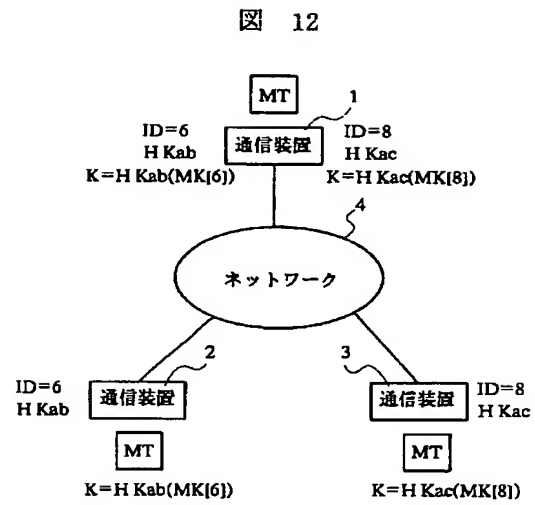 図 12
MT
1
ID=6
H Kab
K=H Kab(MK[6])
通信装置
ID=8
H Kac
K=H Kac(MK[8])
4
ネットワーク
2
3
ID=6
H Kab
通信装置
MT
K=H Kab(MK[6])
通信装置
ID=8
H Kac
MT
K=H Kac(MK[8])